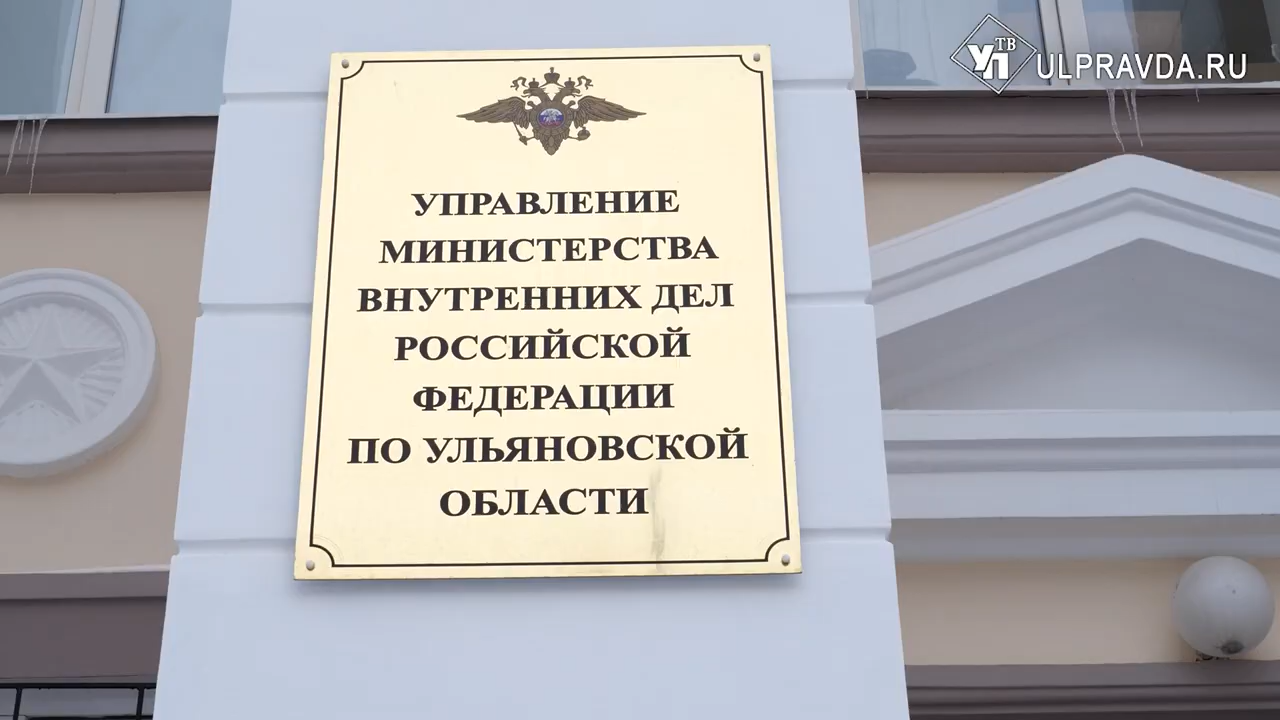 УП ТВ ULPRAVDA.RU
УПРАВЛЕНИЕ
МИНИСТЕРСТВА
ВНУТРЕННИХ ДЕЛ
РОССИЙСКОЙ
ФЕДЕРАЦИИ
ПО УЛЬЯНОВСКОЙ
ОБЛАСТИ